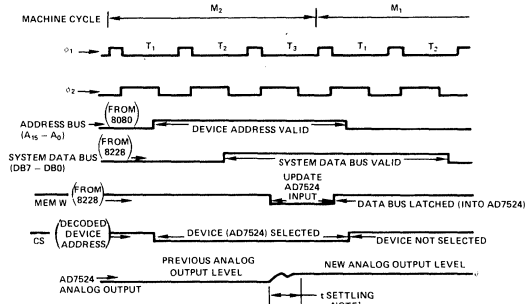 MACHINE CYCLE M₂ M₁
ϕ₁ T₁ T₂ T₃ T₁ T₂
ϕ₂
ADDRESS BUS (A₁₅ – A₀) (FROM 8080) DEVICE ADDRESS VALID
SYSTEM DATA BUS (DB7 – DB0) (FROM 8228) SYSTEM DATA BUS VALID
MEM W (FROM 8228) UPDATE AD7524 INPUT DATA BUS LATCHED (INTO AD7524)
CS (DECODED DEVICE ADDRESS) DEVICE (AD7524) SELECTED DEVICE NOT SELECTED
AD7524 ANALOG OUTPUT PREVIOUS ANALOG OUTPUT LEVEL NEW ANALOG OUTPUT LEVEL
t SETTLING